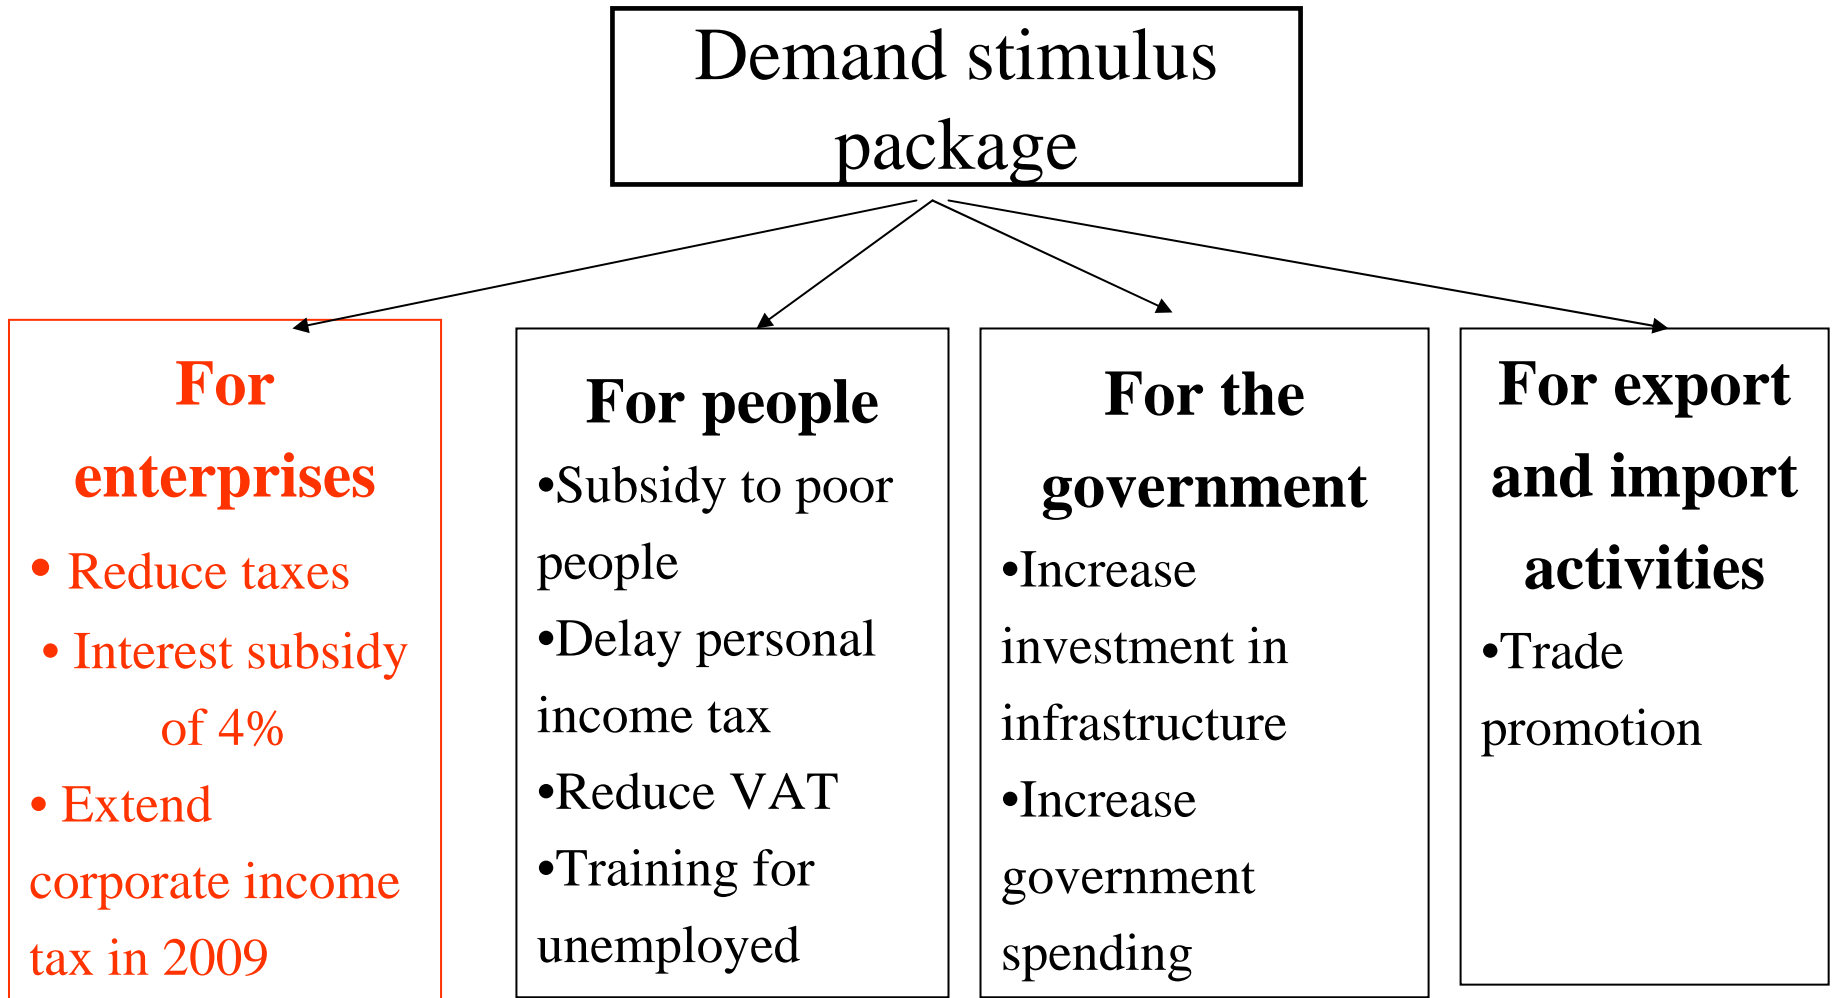 Demand stimulus
package
For
enterprises
• Reduce taxes
• Interest subsidy
of 4%
• Extend
corporate income
tax in 2009
For people
•Subsidy to poor
people
•Delay personal
income tax
•Reduce VAT
•Training for
unemployed
For the
government
•Increase
investment in
infrastructure
•Increase
government
spending
For export
and import
activities
•Trade
promotion